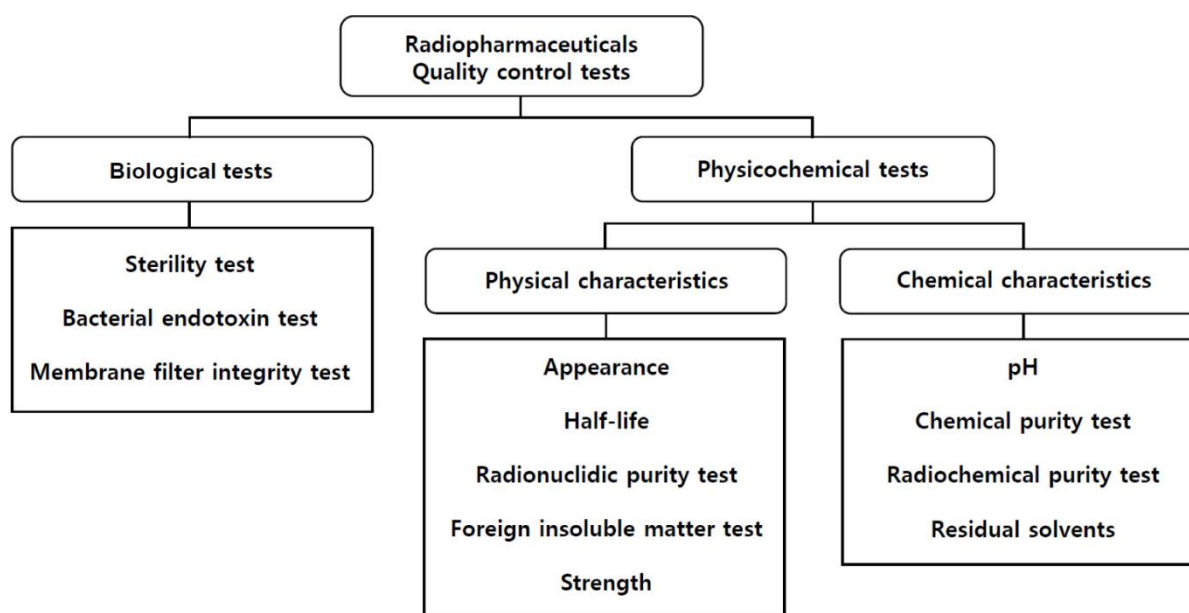 Radiopharmaceuticals
Quality control tests
Biological tests
Physicochemical tests
Sterility test
Bacterial endotoxin test
Membrane filter integrity test
Physical characteristics
Chemical characteristics
Appearance
Half-life
Radionuclidic purity test
Foreign insoluble matter test
Strength
pH
Chemical purity test
Radiochemical purity test
Residual solvents